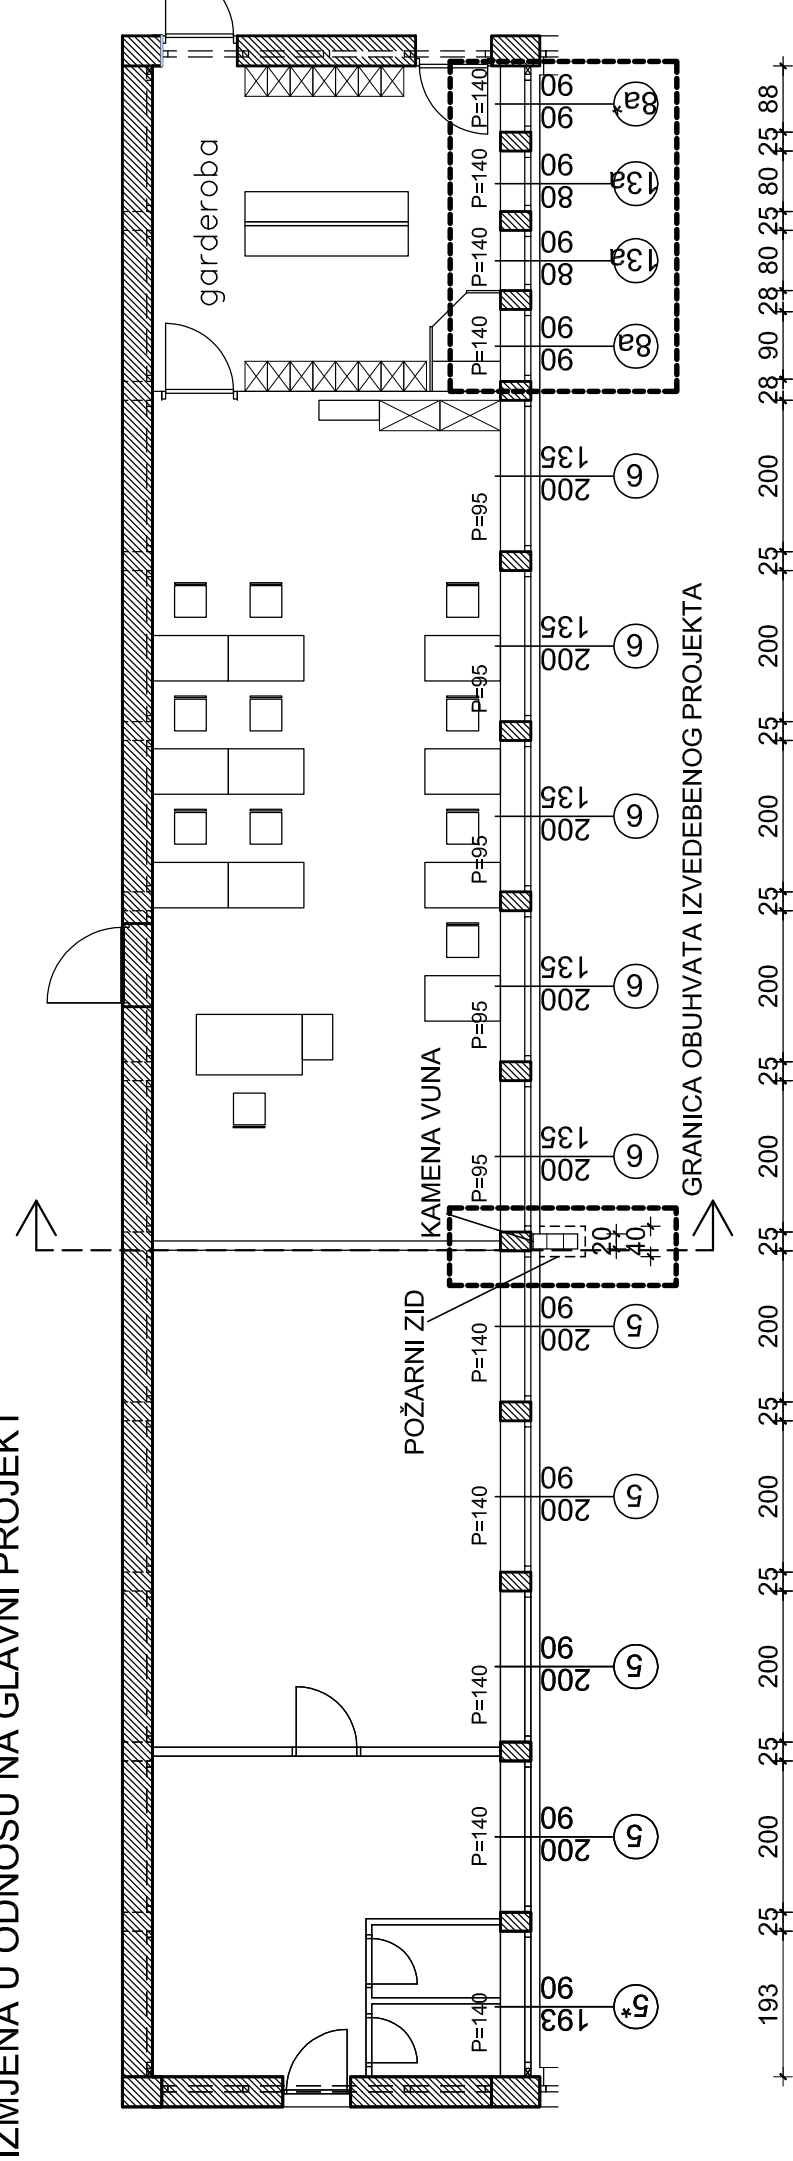 IZMJENA U ODNOSU NA GLAVNI PROJEKT
garderoba
P=140
90
90
8a*
P=140
90
80
13a
P=140
90
80
13a
P=140
90
90
8a
P=95
135
200
6
P=95
135
200
6
P=95
135
200
6
P=95
135
200
6
P=95
135
200
6
GRANICA OBUHVATA IZVEDEBENOG PROJEKTA
KAMENA VUNA
20
40
POŽARNI ZID
P=140
90
200
5
P=140
90
200
5
P=140
90
200
5
P=140
90
200
5
P=140
90
193
5*
88
25
80
25
80
28
90
28
200
25
200
25
200
25
200
25
200
25
200
25
200
25
200
25
200
25
193